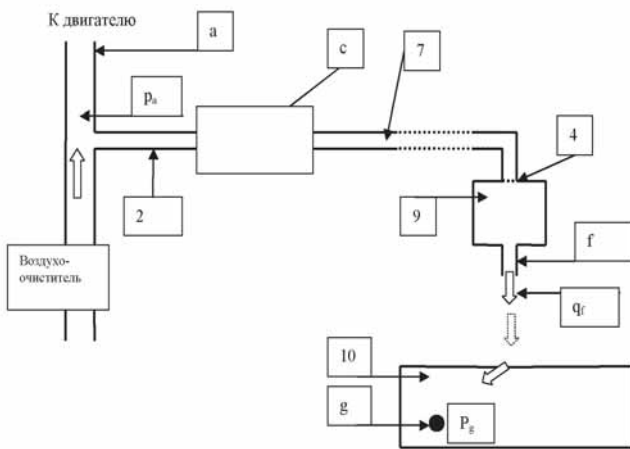 К двигателю
a
c
7
pa
4
2
9
f
Воздухо-
очиститель
qf
10
g
Pg